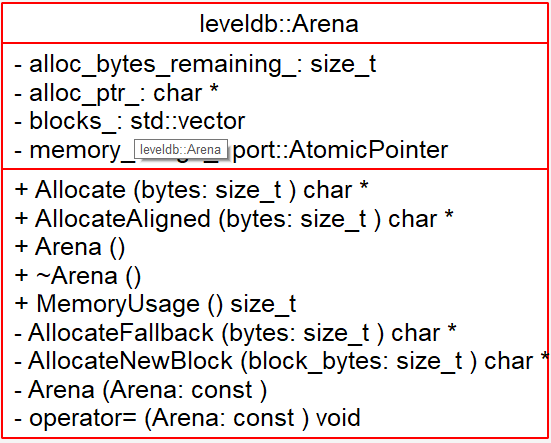 leveldb::Arena
- alloc_bytes_remaining_: size_t
- alloc_ptr_: char *
- blocks_: std::vector
- memory_ port::AtomicPointer
leveldb::Arena
+ Allocate (bytes: size_t ) char *
+ AllocateAligned (bytes: size_t ) char *
+ Arena ()
+ ~Arena ()
+ MemoryUsage () size_t
- AllocateFallback (bytes: size_t ) char *
- AllocateNewBlock (block_bytes: size_t ) char *
- Arena (Arena: const )
- operator= (Arena: const ) void